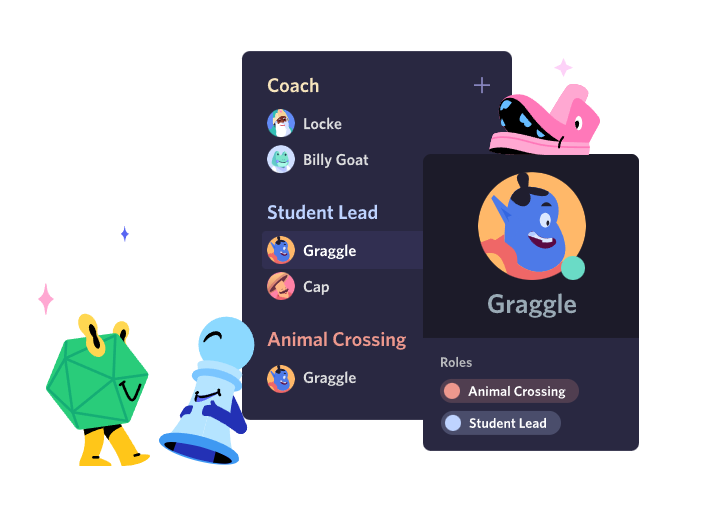 Coach
Locke
Billy Goat
Student Lead
Graggle
Cap
Animal Crossing
Graggle
Graggle
Roles
Animal Crossing
Student Lead